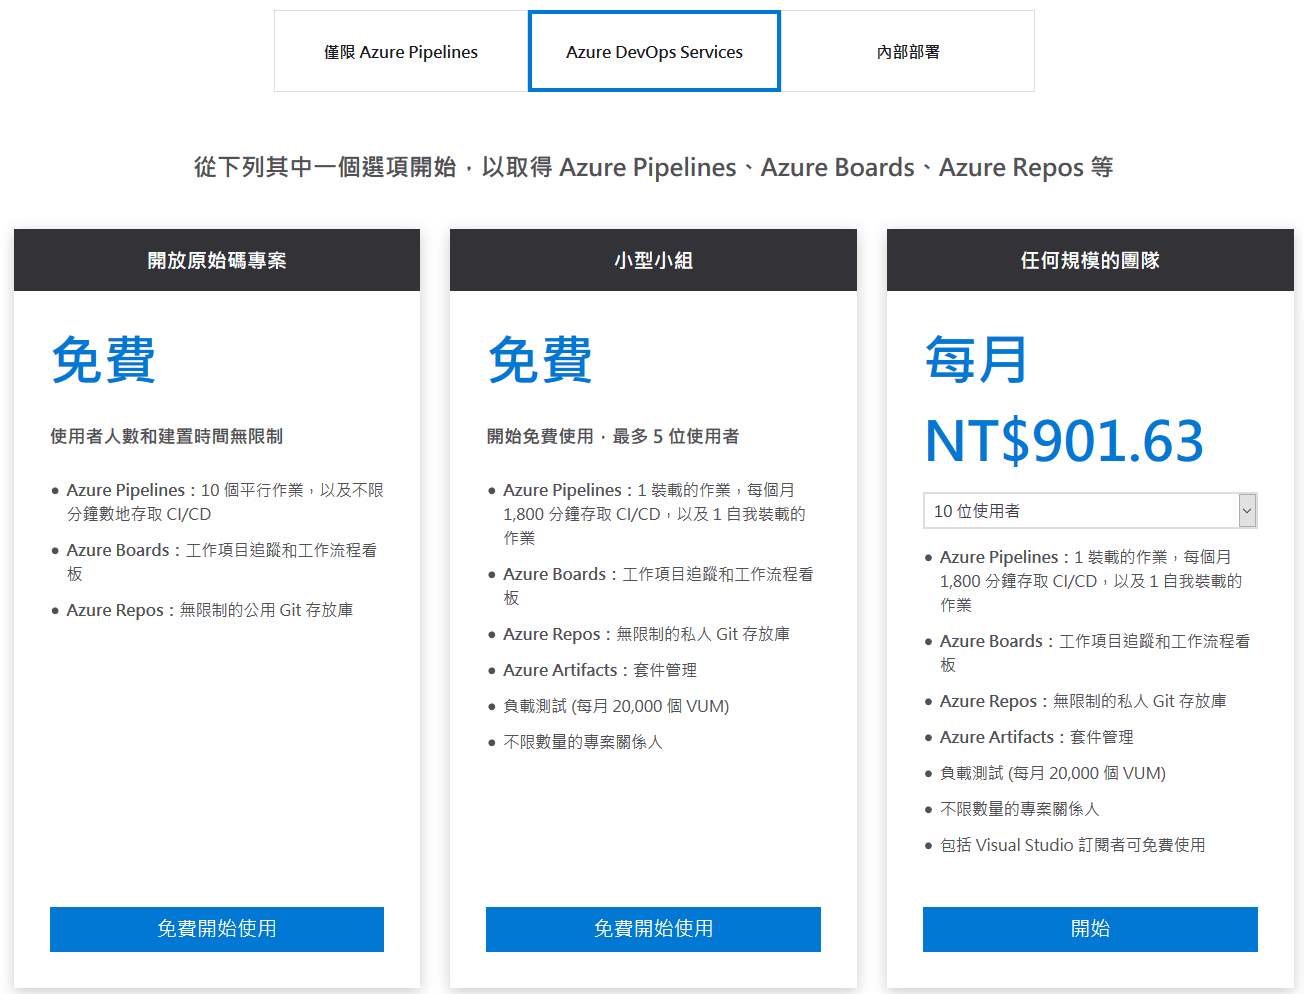 僅限 Azure Pipelines
Azure DevOps Services
內部部署
從下列其中一個選項開始，以取得 Azure Pipelines、Azure Boards、Azure Repos 等
開放原始碼專案
免費
使用者人數和建置時間無限制
● Azure Pipelines：10 個平行作業，以及不限
分鐘數地存取 CI/CD
● Azure Boards：工作項目追蹤和工作流程看
板
● Azure Repos：無限制的公用 Git 存放庫
免費開始使用
小型小組
免費
開始免費使用，最多 5 位使用者
● Azure Pipelines：1 裝載的作業，每個月
1,800 分鐘存取 CI/CD，以及 1 自我裝載的
作業
● Azure Boards：工作項目追蹤和工作流程看
板
● Azure Repos：無限制的私人 Git 存放庫
● Azure Artifacts：套件管理
● 負載測試 (每月 20,000 個 VUM)
● 不限數量的專案關係人
免費開始使用
任何規模的團隊
每月
NT$901.63
10 位使用者
● Azure Pipelines：1 裝載的作業，每個月
1,800 分鐘存取 CI/CD，以及 1 自我裝載的
作業
● Azure Boards：工作項目追蹤和工作流程看
板
● Azure Repos：無限制的私人 Git 存放庫
● Azure Artifacts：套件管理
● 負載測試 (每月 20,000 個 VUM)
● 不限數量的專案關係人
● 包括 Visual Studio 訂閱者可免費使用
開始